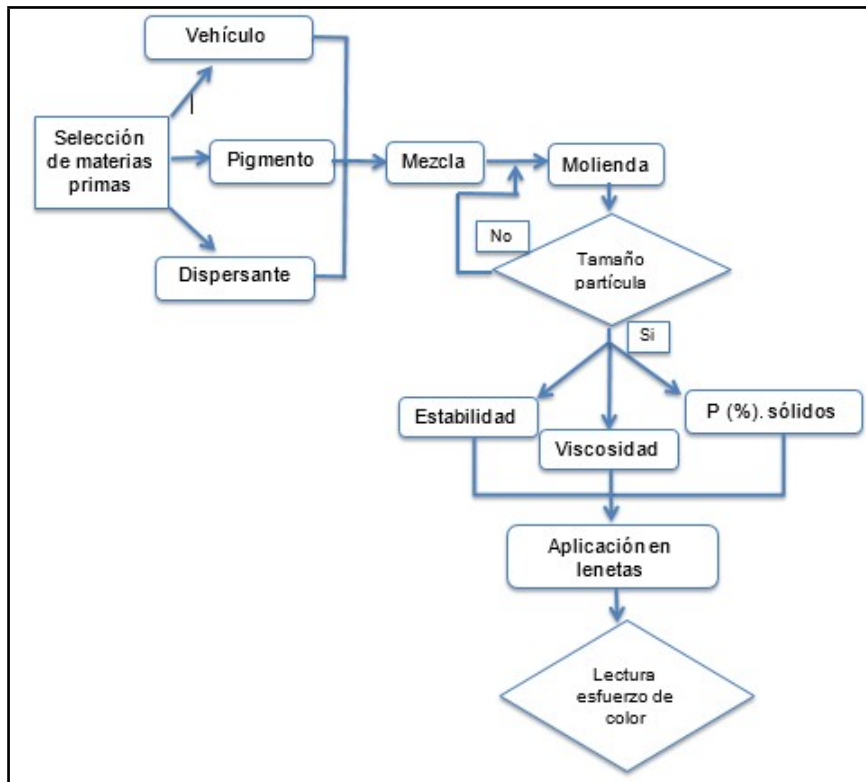 Vehículo
Selección
de materias
primas
Pigmento
Mezcla
Molienda
Dispersante
No
Tamaño
partícula
Si
Estabilidad
P (%). sólidos
Viscosidad
Aplicación en
lenetas
Lectura
esfuerzo de
color